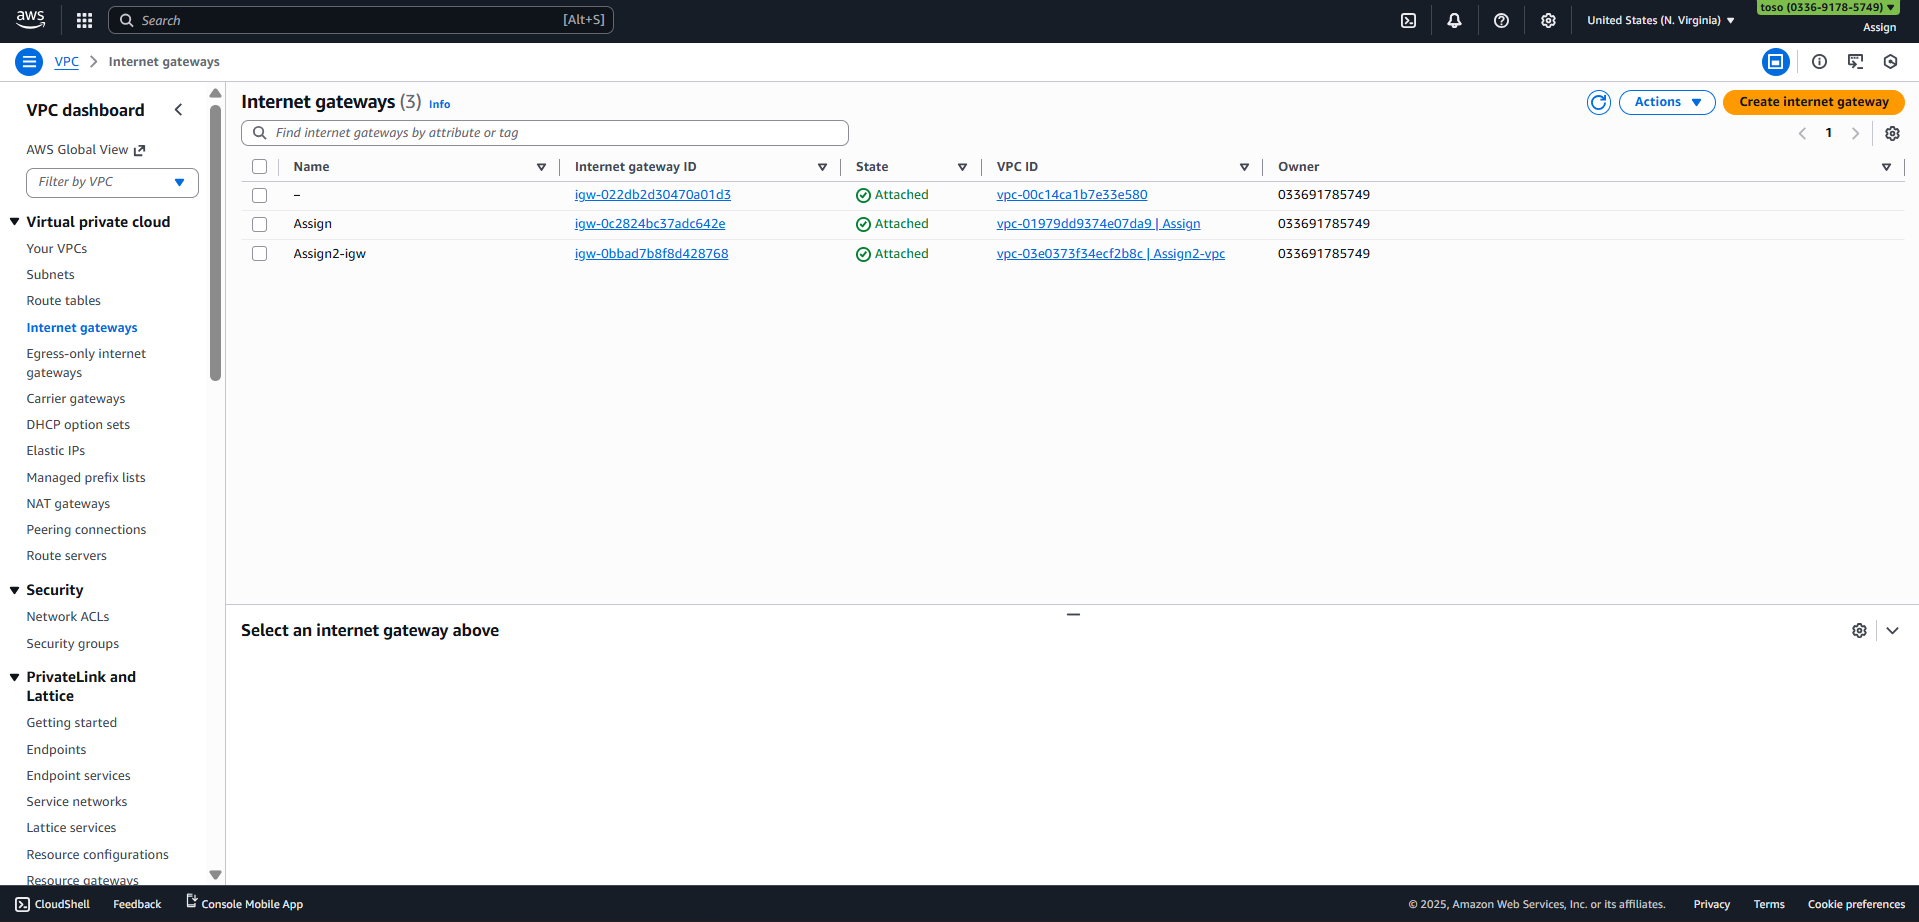 aws
Search [Alt+S]
United States (N. Virginia)
toso (0336-9178-5749)
Assign
VPC
Internet gateways
VPC dashboard
AWS Global View
Filter by VPC
Virtual private cloud
Your VPCs
Subnets
Route tables
Internet gateways
Egress-only internet
gateways
Carrier gateways
DHCP option sets
Elastic IPs
Managed prefix lists
NAT gateways
Peering connections
Route servers
Security
Network ACLs
Security groups
PrivateLink and
Lattice
Getting started
Endpoints
Endpoint services
Service networks
Lattice services
Resource configurations
Resource gateways
Internet gateways (3) Info
Actions
Create internet gateway
Find internet gateways by attribute or tag
1
Name Internet gateway ID State VPC ID Owner
– igw-022db2d30470a01d3 Attached vpc-00c14ca1b7e33e580 033691785749
Assign igw-0c2824bc37adc642e Attached vpc-01979dd9374e07da9 | Assign 033691785749
Assign2-igw igw-0bbad7b8f8d428768 Attached vpc-03e0373f34ecf2b8c | Assign2-vpc 033691785749
Select an internet gateway above
CloudShell Feedback Console Mobile App
© 2025, Amazon Web Services, Inc. or its affiliates. Privacy Terms Cookie preferences